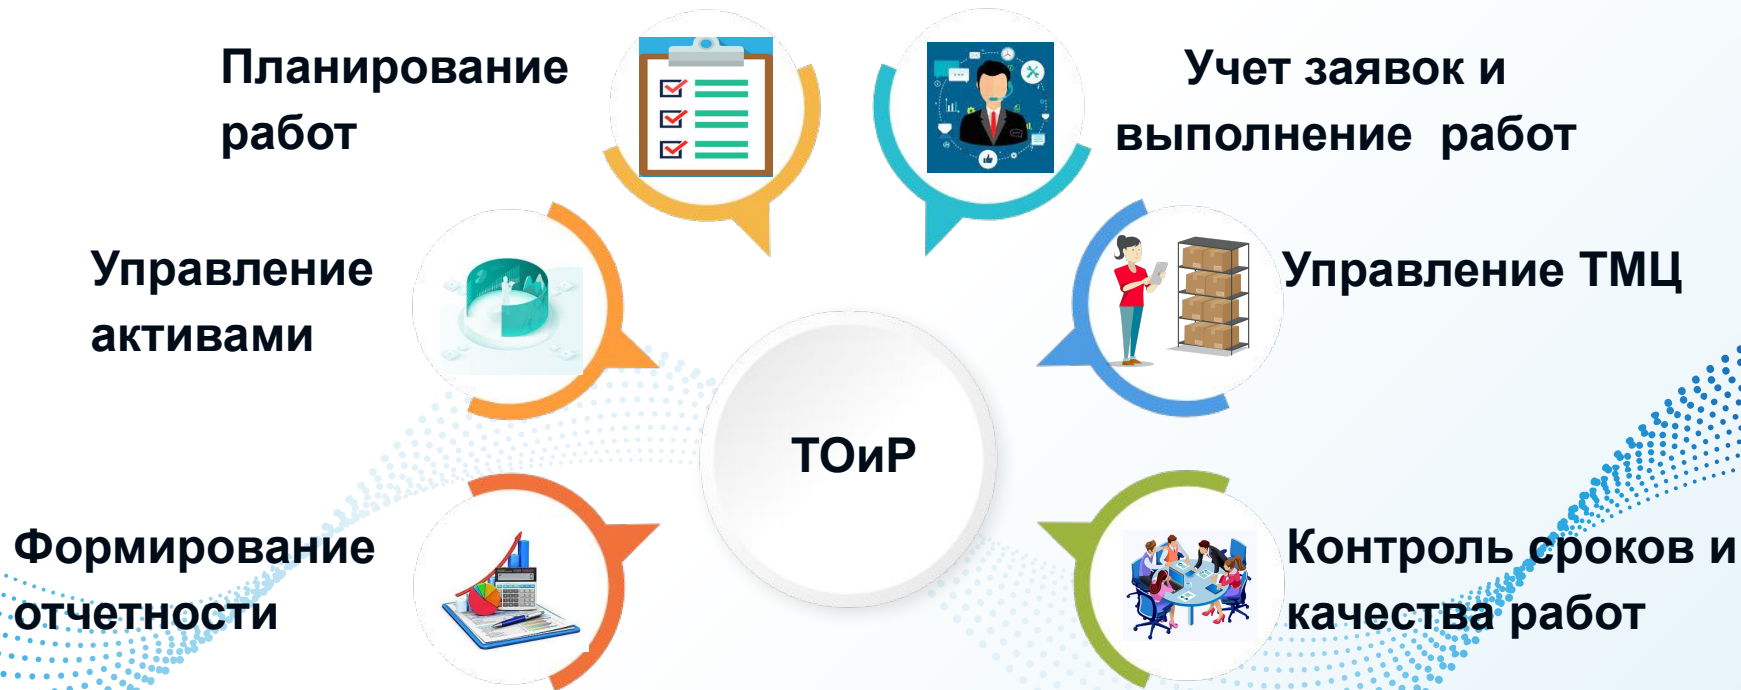 Планирование
работ
Учет заявок и
выполнение работ
Управление
активами
Управление ТМЦ
ТОиР
Формирование
отчетности
Контроль сроков и
качества работ